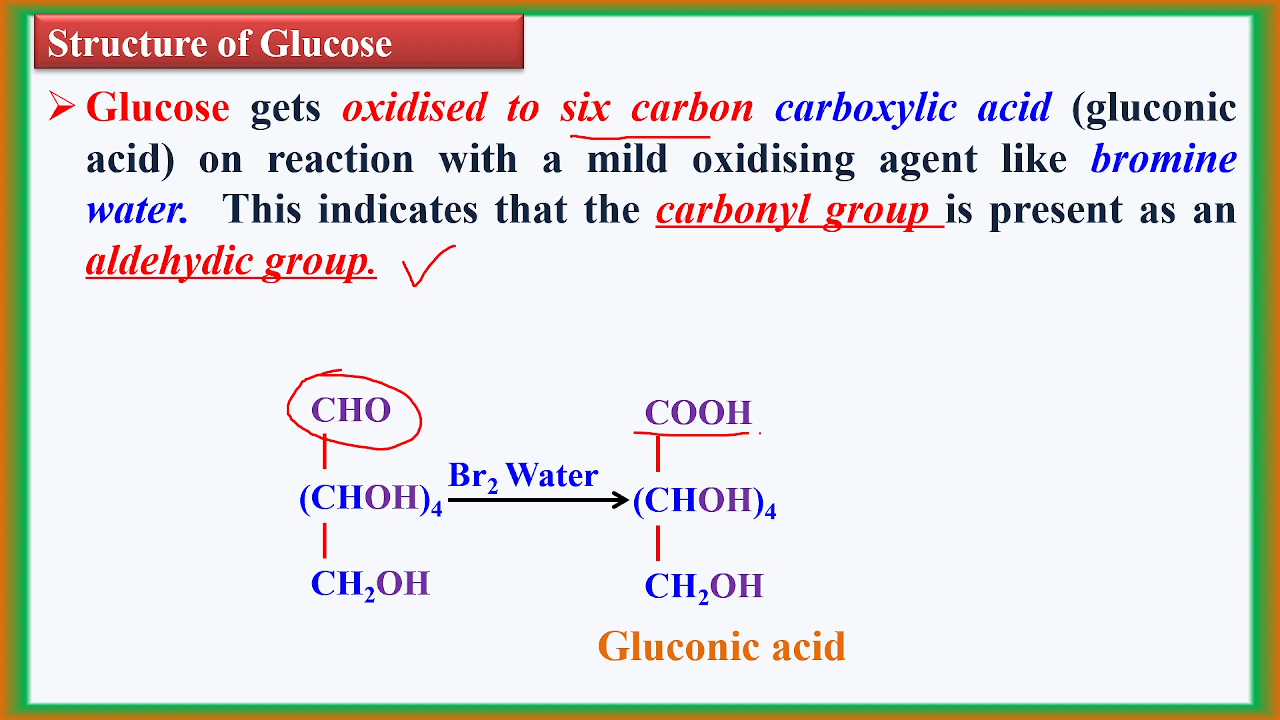 Structure of Glucose
➢ Glucose gets oxidised to six carbon carboxylic acid (gluconic
acid) on reaction with a mild oxidising agent like bromine
water. This indicates that the carbonyl group is present as an
aldehydic group.
CHO
COOH
Br₂ Water
(CHOH)₄
(CHOH)₄
CH₂OH
CH₂OH
Gluconic acid